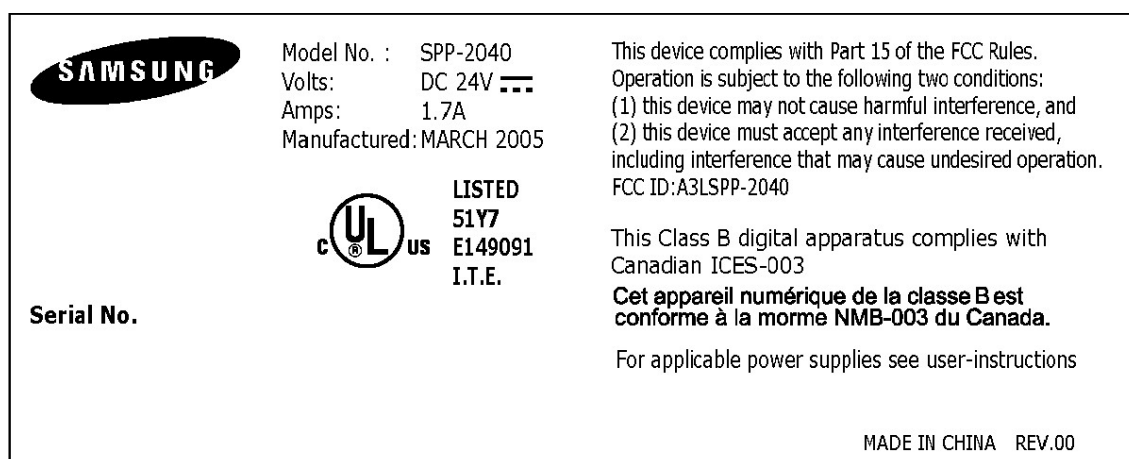 SAMSUNG
Model No. : SPP-2040
Volts: DC 24V
Amps: 1.7A
Manufactured: MARCH 2005
C UL ® US
LISTED
51Y7
E149091
I.T.E.
Serial No.
This device complies with Part 15 of the FCC Rules.
Operation is subject to the following two conditions:
(1) this device may not cause harmful interference, and
(2) this device must accept any interference received,
including interference that may cause undesired operation.
FCC ID:A3LSPP-2040
This Class B digital apparatus complies with
Canadian ICES-003
Cet appareil numérique de la classe B est
conforme à la morme NMB-003 du Canada.
For applicable power supplies see user-instructions
MADE IN CHINA REV.00